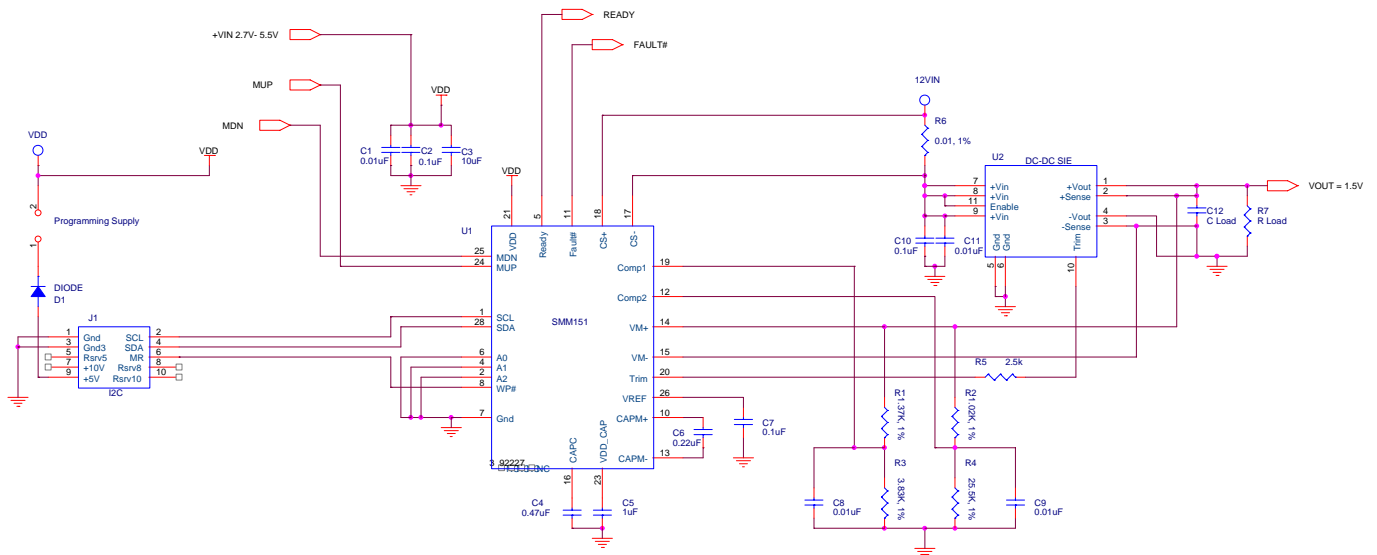 READY
+VIN 2.7V- 5.5V
FAULT#
MUP
12VIN
VDD
MDN
R6
0.01, 1%
VDD
VDD
C1
0.01uF
C2
0.1uF
C3
10uF
U2
DC-DC SIE
VDD
7
+Vin
8
+Vin
11
Enable
9
+Vin
+Vout
1
+Sense
2
-Vout
4
-Sense
3
Gnd
Gnd
Trim
5
6
10
VOUT = 1.5V
C12
C Load
R7
R Load
2
Programming Supply
1
21
5
11
18
17
U1
VDD
Ready
Fault#
CS+
CS-
C10
0.1uF
C11
0.01uF
25
MDN
24
MUP
Comp1
19
DIODE
D1
Comp2
12
J1
1
Gnd
3
Gnd3
5
Rsrv5
7
+10V
9
+5V
SCL
2
SDA
4
MR
6
Rsrv8
8
Rsrv10
10
I2C
1
SCL
28
SDA
SMM151
VM+
14
6
A0
4
A1
2
A2
8
WP#
VM-
15
Trim
20
R5
2.5k
VREF
26
7
Gnd
CAPM+
10
CAPM-
13
C6
0.22uF
C7
0.1uF
R1
1.37K, 1%
R2
1.02K, 1%
R3
3.83K, 1%
R4
25.5K, 1%
CAPC
VDD_CAP
16
23
C4
0.47uF
C5
1uF
C8
0.01uF
C9
0.01uF